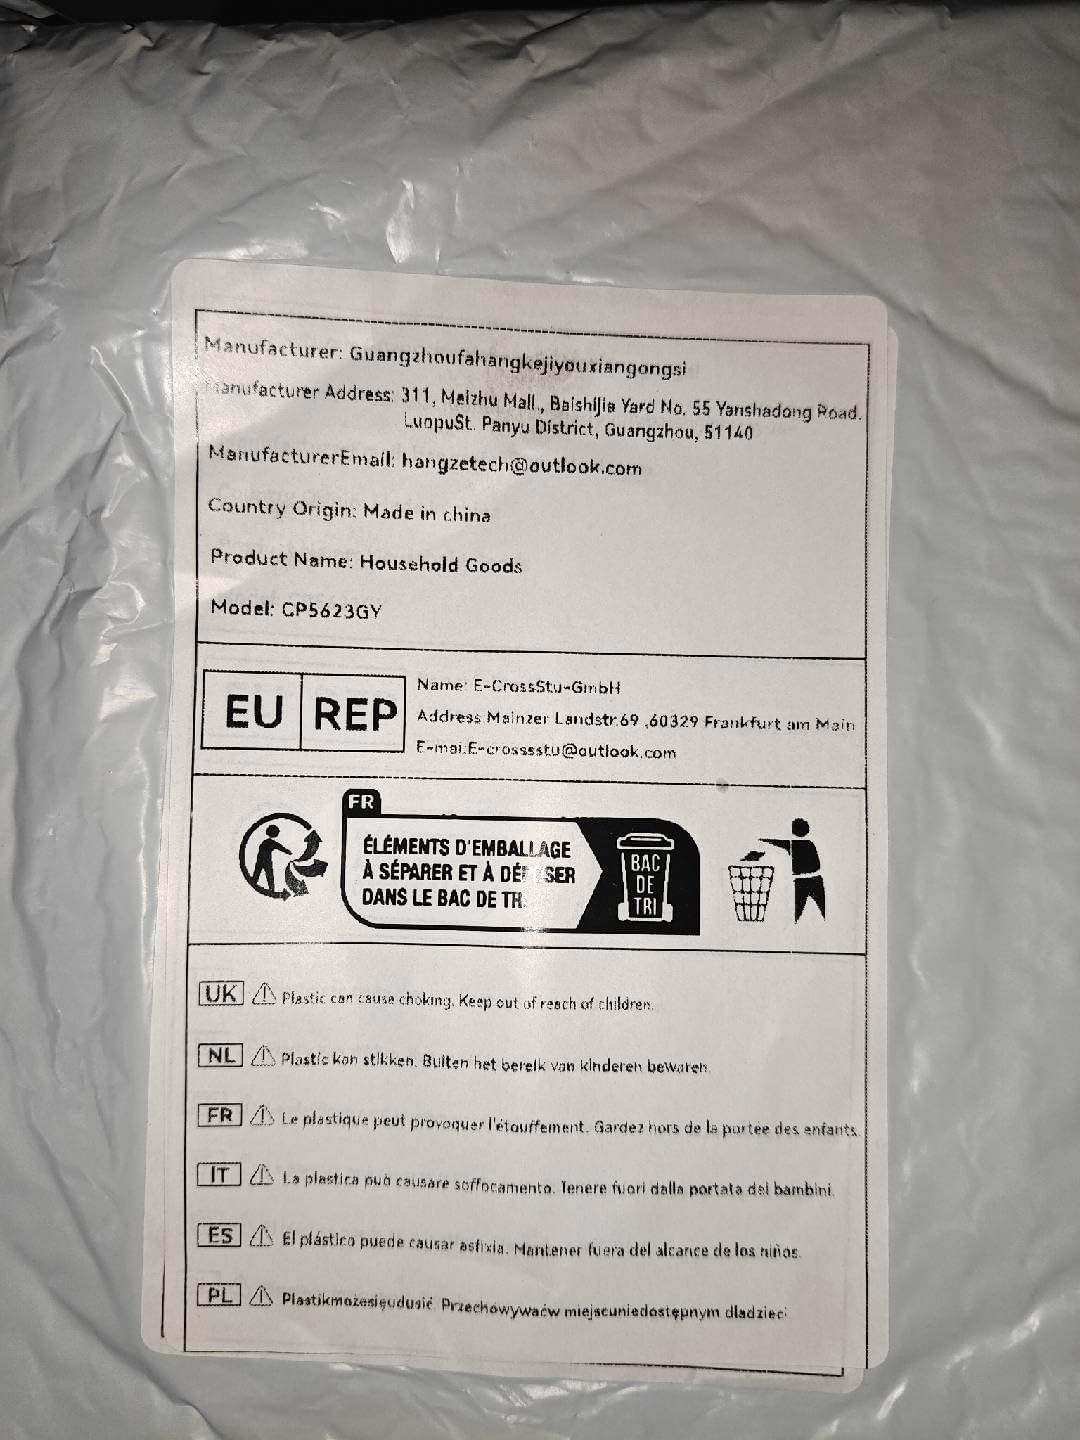 Manufacturer: Guangzhoufahangkejiyouxiangongsi
Manufacturer Address: 311, Meizhu Mall., Baishijia Yard No. 55 Yanshadong Road.
LuopuSt. Panyu District, Guangzhou, 51140
ManufacturerEmail: hangzetech@outlook.com
Country Origin: Made in china
Product Name: Household Goods
Model: CP5623GY
EU REP
Name: E-CrossStu-GmbH
Address Mainzer Landstr.69 ,60329 Frankfurt am Main
E-mai:E-crosssstu@outlook.com
FR
ÉLÉMENTS D'EMBALLAGE
À SÉPARER ET À DÉPOSER
DANS LE BAC DE TRI
BAC
DE
TRI
UK Plastic can cause choking. Keep out of reach of children.
NL Plastic kan stikken. Buiten het bereik van kinderen beWaren.
FR Le plastique peut provoquer l'étouffement. Gardez hors de la portée des enfants.
IT La plastica può causare soffocamento. Tenere fuori dalla portata dei bambini.
ES El plástico puede causar asfixia. Mantener fuera del alcance de los niños.
PL Plastikmożesięudusić. Przechowywaćw miejscuniedostępnym dladzieci